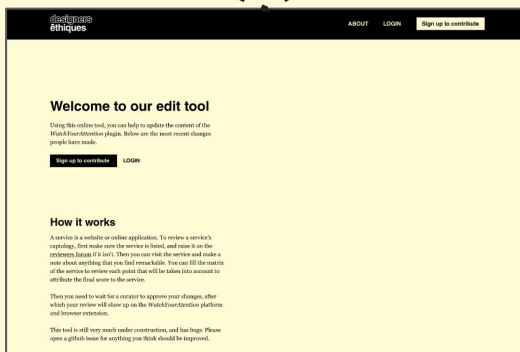 designers
éthiques
ABOUT LOGIN Sign up to contribute
Welcome to our edit tool
Using this online tool, you can help to update the content of the
WatchYourAttention plugin. Below are the most recent changes
people have made.
Sign up to contribute LOGIN
How it works
A service is a website or online application. To review a service's
captology, first make sure the service is listed, and raise it on the
reviewers forum if it isn't. Then you can visit the service and make a
note about anything that you find remarkable. You can fill the matrix
of the service to review each point that will be taken into account to
attribute the final score to the service.
Then you need to wait for a curator to approve your changes, after
which your review will show up on the WatchYourAttention platform
and browser extension.
This tool is still very much under construction, and has bugs. Please
open a github issue for anything you think should be improved.